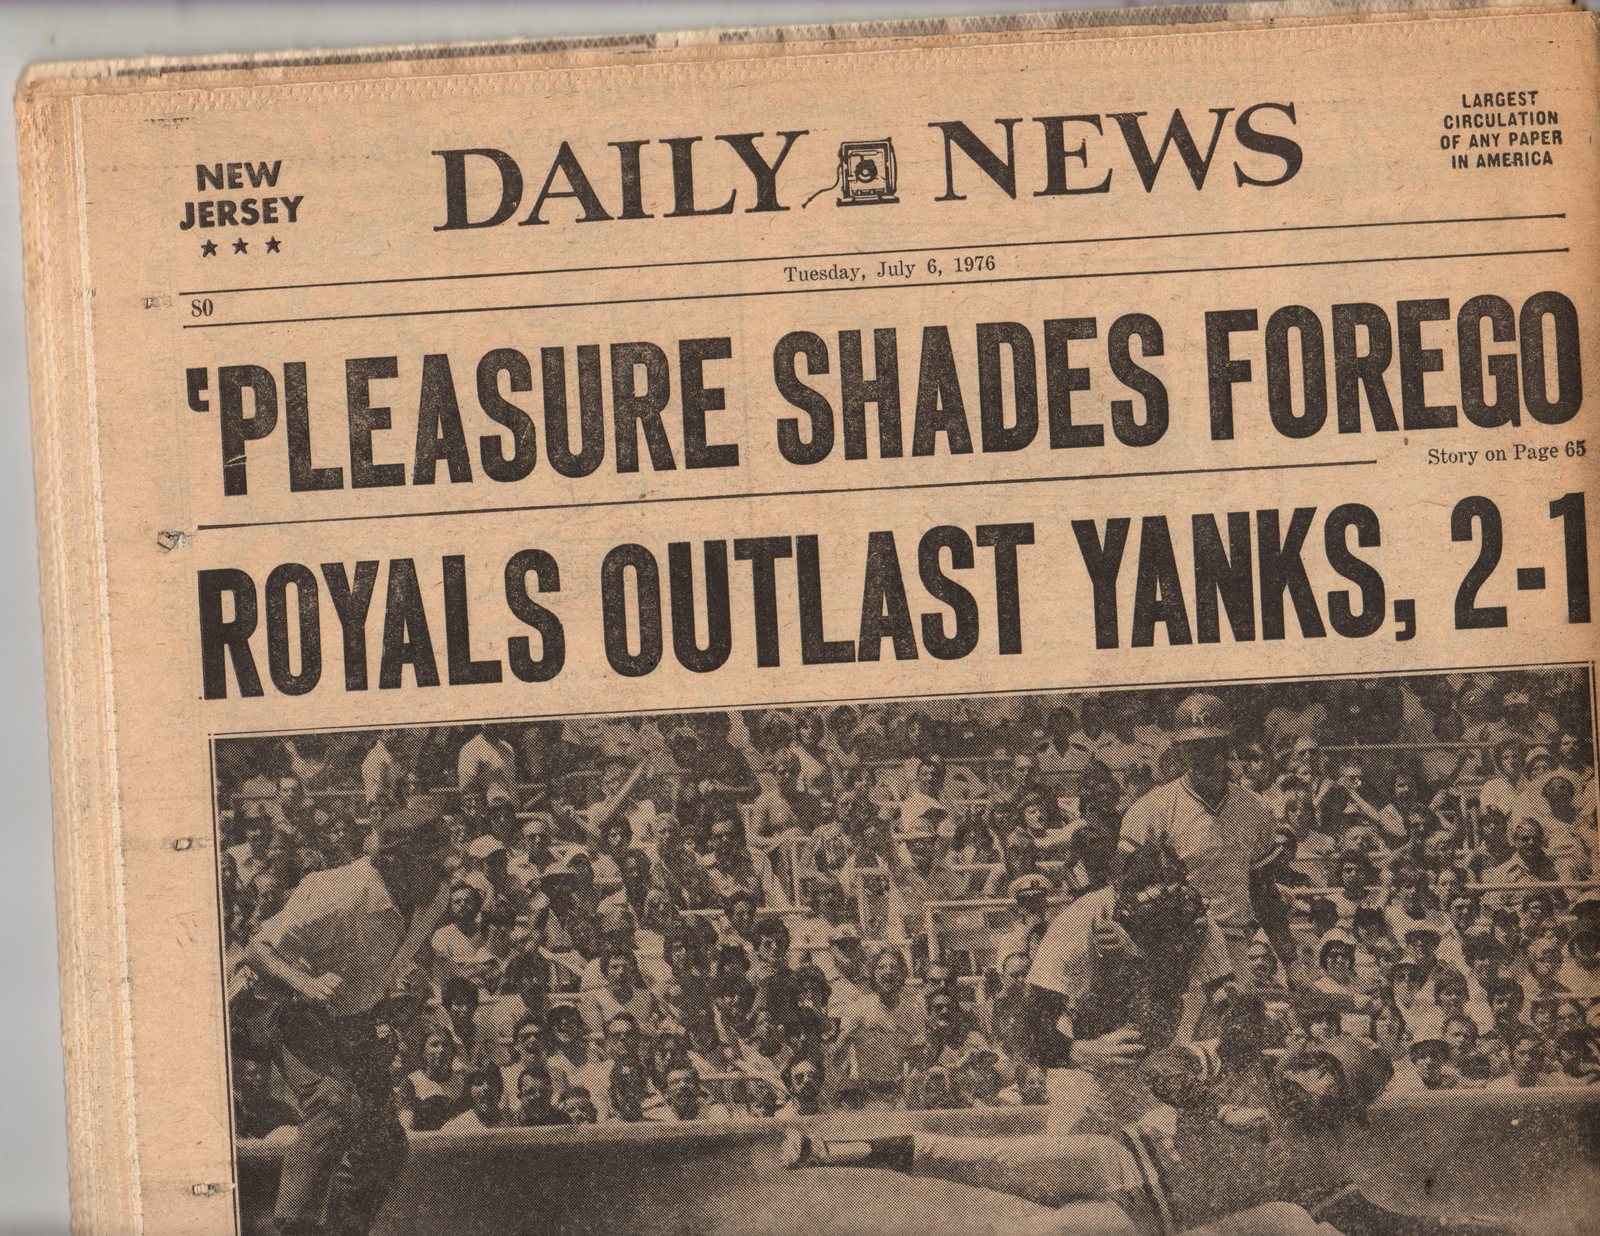 NEW
JERSEY
★ ★ ★
DAILY NEWS
LARGEST
CIRCULATION
OF ANY PAPER
IN AMERICA
Tuesday, July 6, 1976
80
'PLEASURE SHADES FOREGO
Story on Page 65
ROYALS OUTLAST YANKS, 2-1
KC